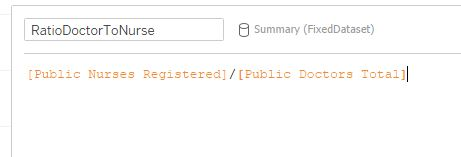 RatioDoctorToNurse
Summary (FixedDataset)
[Public Nurses Registered]/[Public Doctors Total]